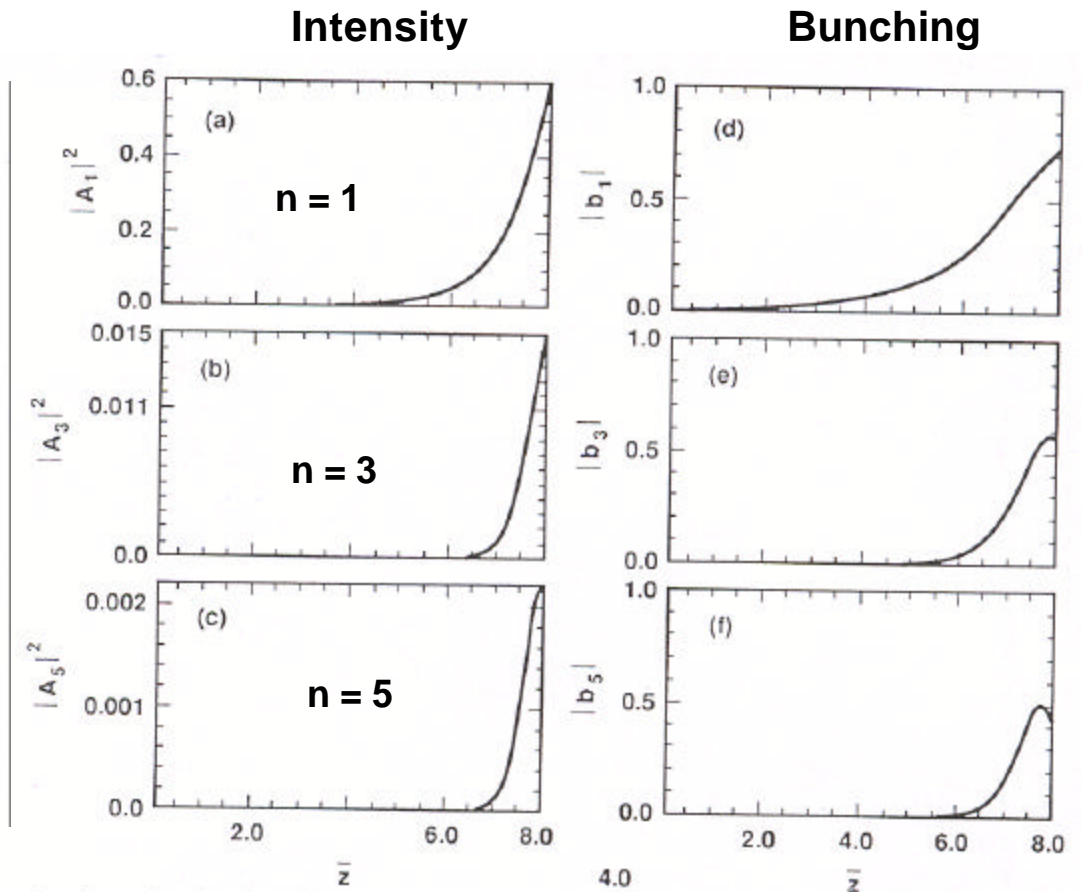 Intensity
Bunching
0.6
(a)
0.4
|A1|²
n = 1
0.2
0.0
1.0
(d)
|b1|
0.5
0.0
0.015
(b)
0.011
|A3|²
n = 3
0.0
1.0
(e)
|b3|
0.5
0.0
0.002
(c)
|A5|²
n = 5
0.001
0.0
2.0
6.0
8.0
z̄
4.0
1.0
(f)
|b5|
0.5
0.0
2.0
4.0
6.0
8.0
z̄